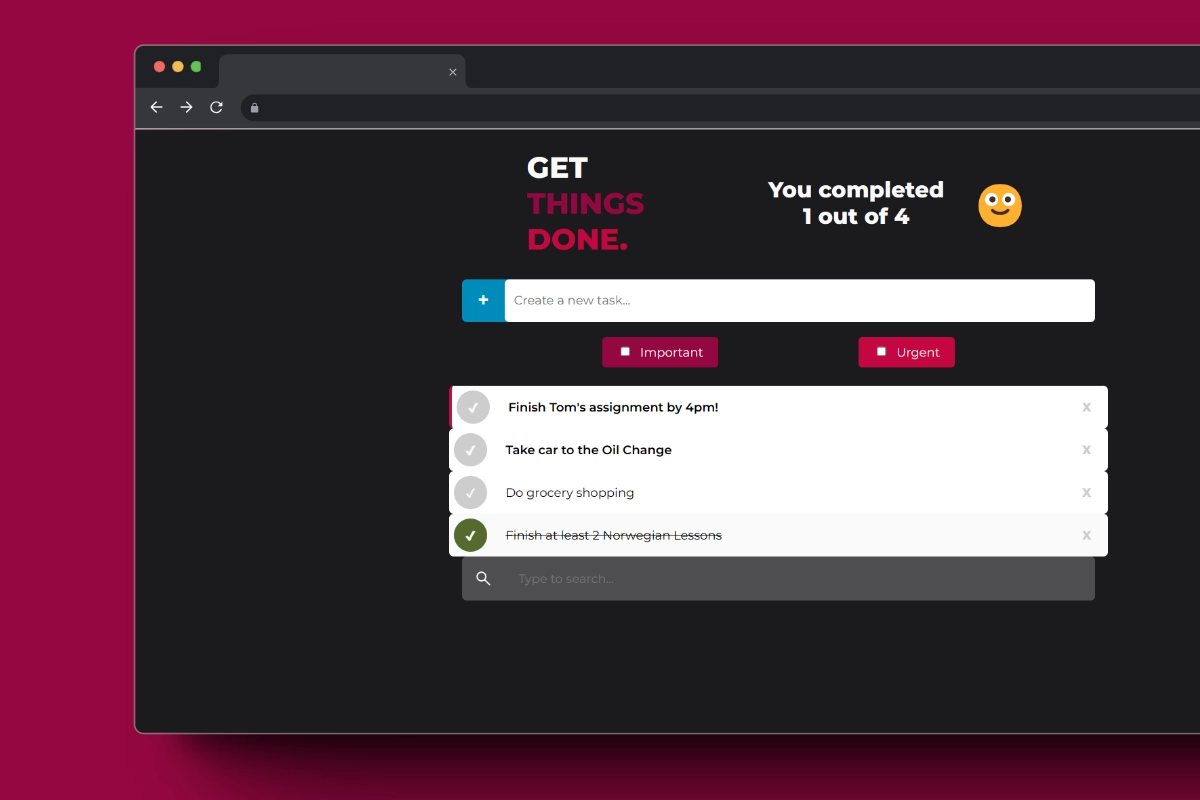 GET
THINGS
DONE.
You completed
1 out of 4
+
Create a new task...
Important
Urgent
Finish Tom's assignment by 4pm!
X
Take car to the Oil Change
X
Do grocery shopping
X
Finish at least 2 Norwegian Lessons
X
Type to search...